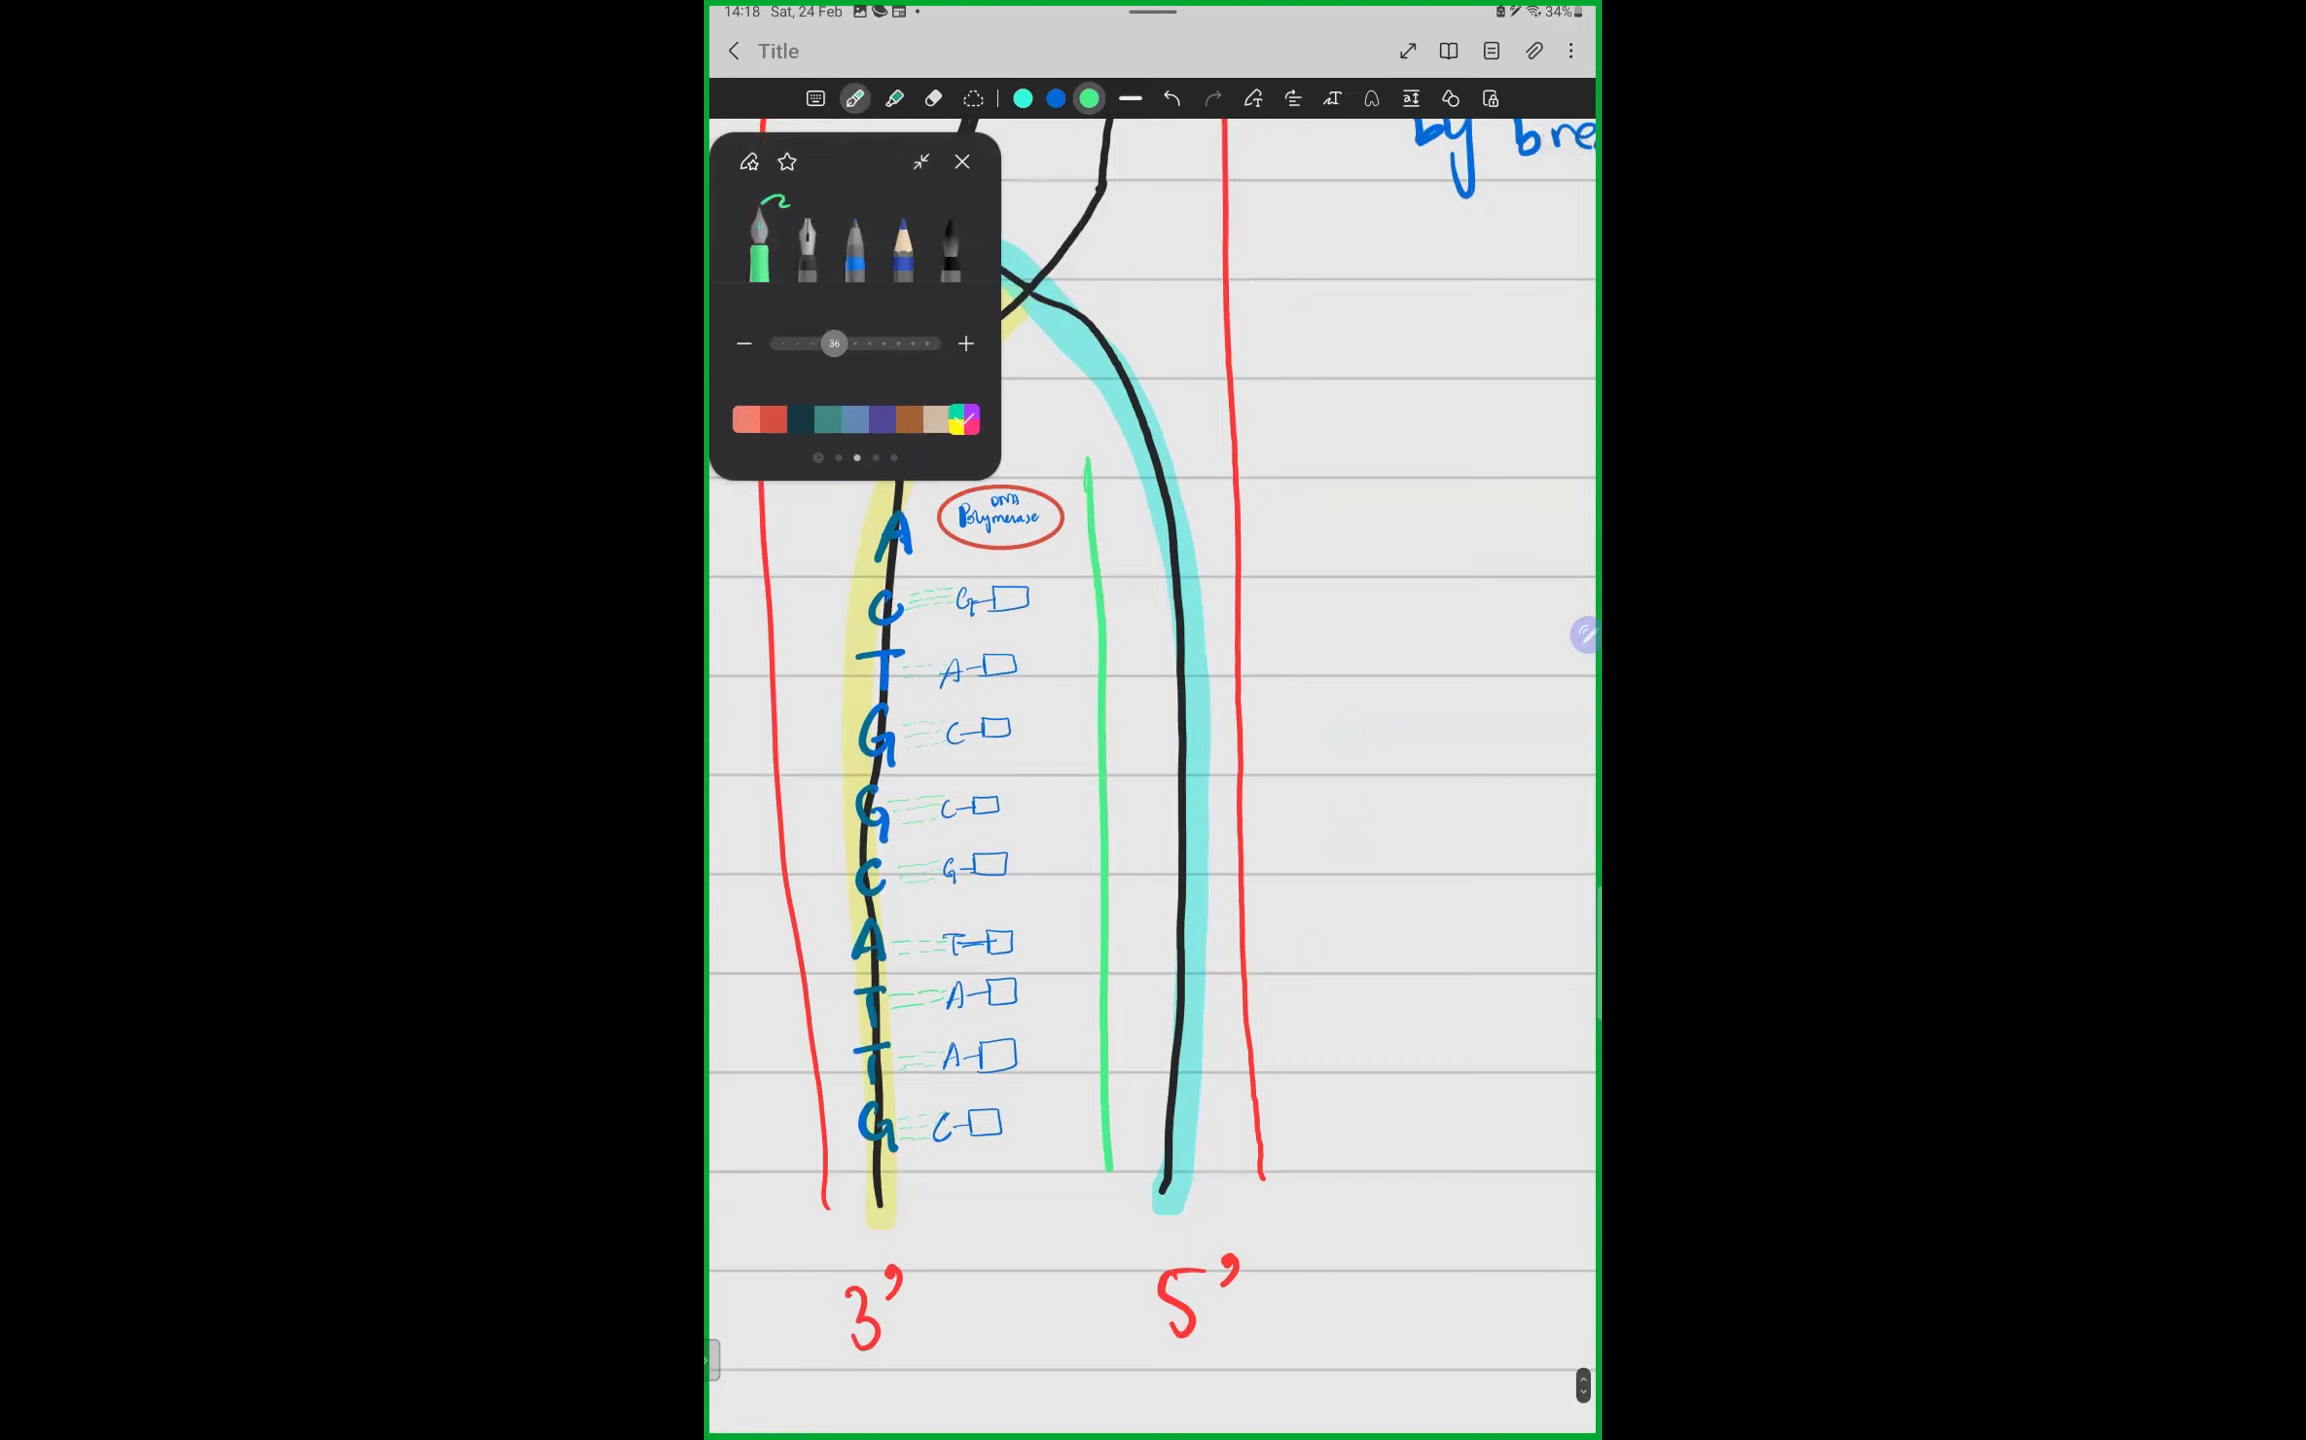 14:18 Sat, 24 Feb
34%
Title
by bre
36
DNA
Polymerase
A
C G
T A
G C
G C
C G
A T
T A
T A
G C
3' 5'